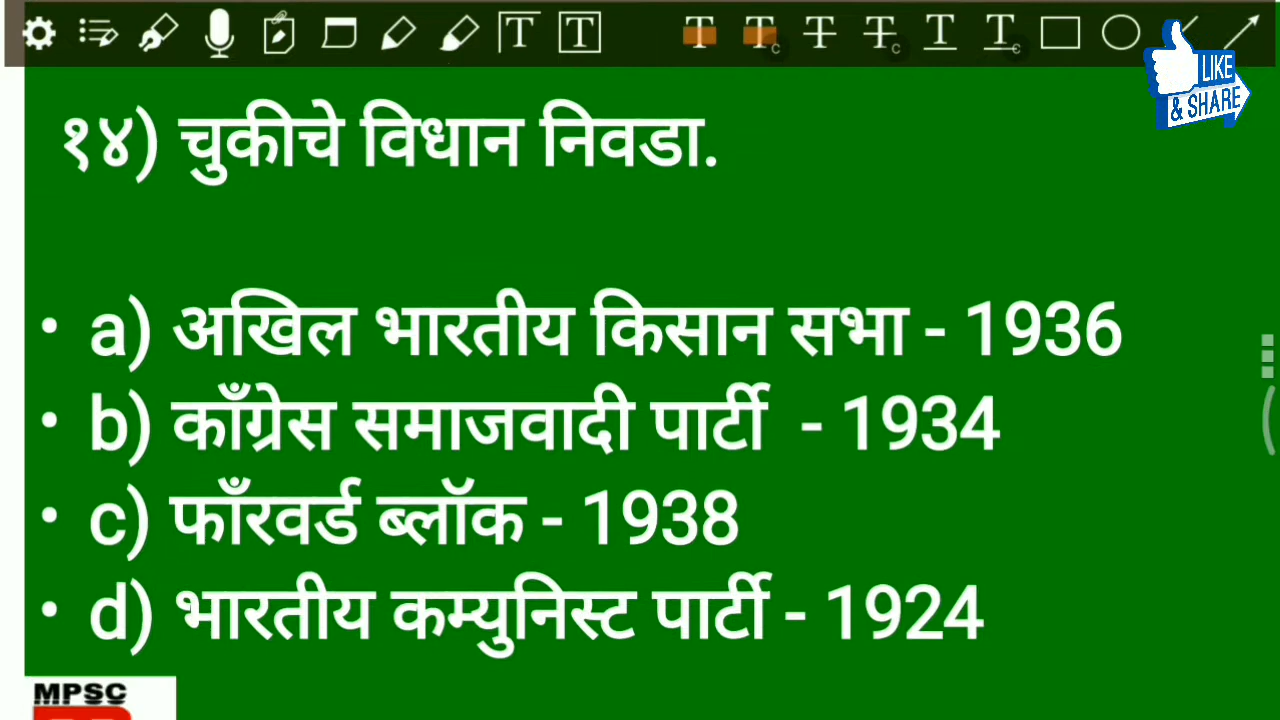 LIKE
& SHARE
१४) चुकीचे विधान निवडा.
• a) अखिल भारतीय किसान सभा - 1936
• b) काँग्रेस समाजवादी पार्टी - 1934
• c) फाँरवर्ड ब्लॉक - 1938
• d) भारतीय कम्युनिस्ट पार्टी - 1924
MPSC